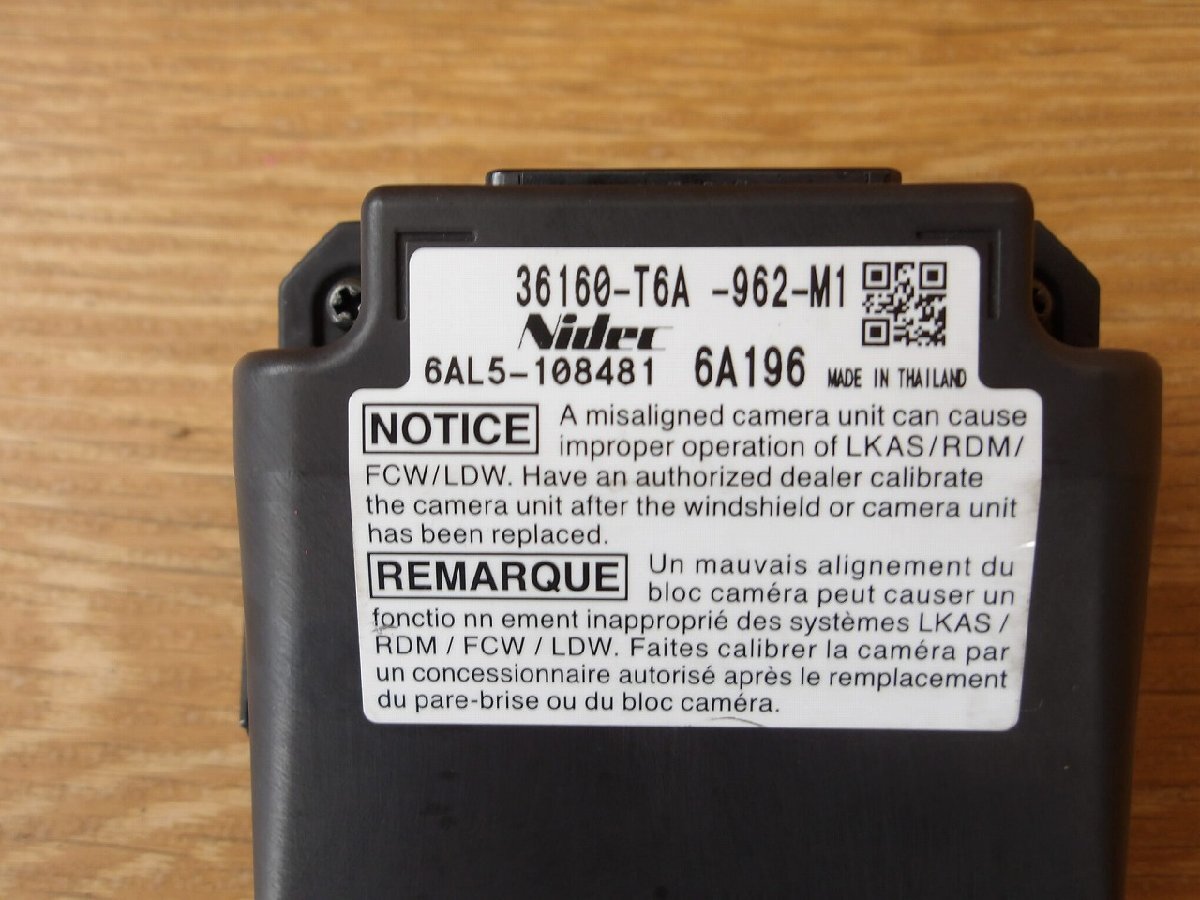 36160-T6A -962-M1
Nidec
6AL5-108481 6A196 MADE IN THAILAND
NOTICE A misaligned camera unit can cause
improper operation of LKAS/RDM/
FCW/LDW. Have an authorized dealer calibrate
the camera unit after the windshield or camera unit
has been replaced.
REMARQUE Un mauvais alignement du
bloc caméra peut causer un
fonctio nn ement inapproprié des systèmes LKAS /
RDM / FCW / LDW. Faites calibrer la caméra par
un concessionnaire autorisé après le remplacement
du pare-brise ou du bloc caméra.